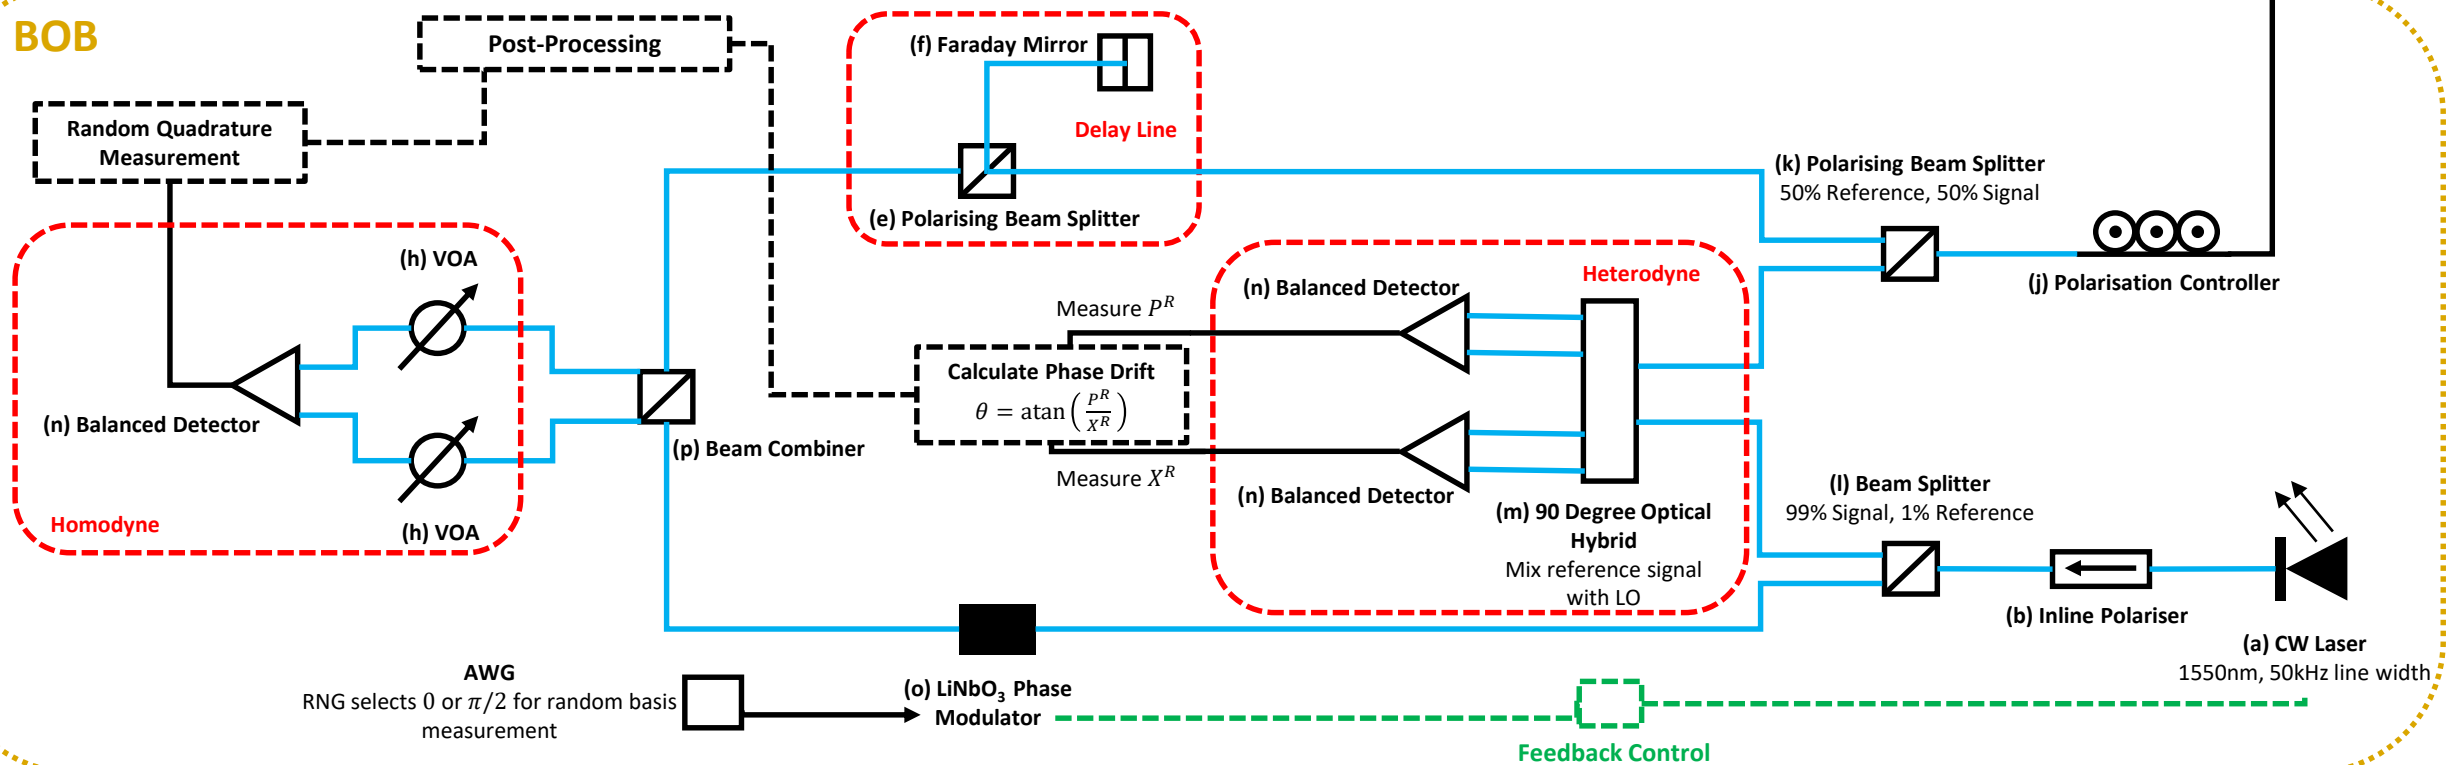 BOB
Post-Processing
Random Quadrature
Measurement
(f) Faraday Mirror
Delay Line
(e) Polarising Beam Splitter
(k) Polarising Beam Splitter
50% Reference, 50% Signal
(j) Polarisation Controller
(h) VOA
(n) Balanced Detector
Homodyne
(h) VOA
(p) Beam Combiner
Measure P^R
Calculate Phase Drift
θ = atan(P^R/X^R)
Measure X^R
Heterodyne
(n) Balanced Detector
(n) Balanced Detector
(m) 90 Degree Optical
Hybrid
Mix reference signal
with LO
(l) Beam Splitter
99% Signal, 1% Reference
(b) Inline Polariser
(a) CW Laser
1550nm, 50kHz line width
AWG
RNG selects 0 or π/2 for random basis
measurement
(o) LiNbO₃ Phase
Modulator
Feedback Control